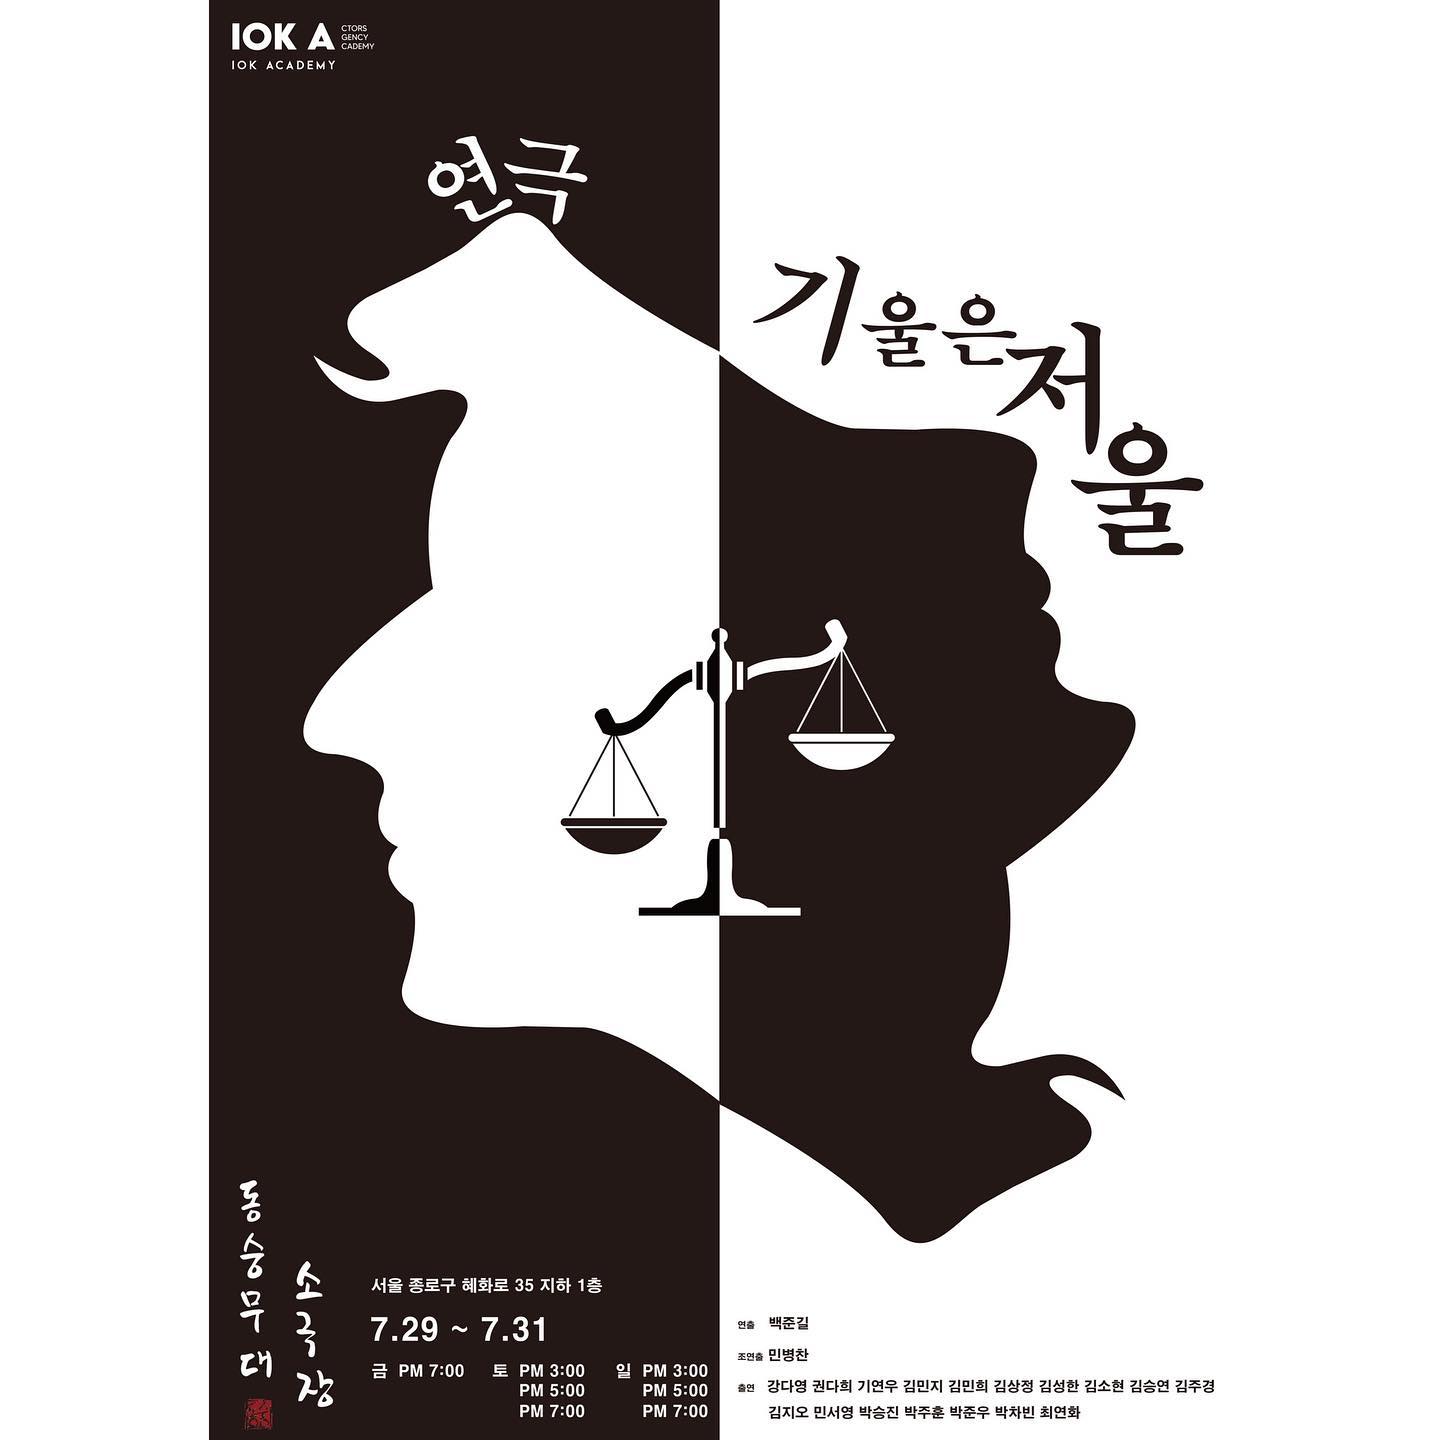 IOK A CTORS
GENCY
CADEMY
IOK ACADEMY
연극
기울은저울
동숭무대
소극장
서울 종로구 혜화로 35 지하 1층
7.29 ~ 7.31
금 PM 7:00 토 PM 3:00 일 PM 3:00
PM 5:00 PM 5:00
PM 7:00 PM 7:00
연출 백준길
조연출 민병찬
출연 강다영 권다희 기연우 김민지 김민희 김상정 김성한 김소현 김승연 김주경
김지오 민서영 박승진 박주훈 박준우 박차빈 최연화